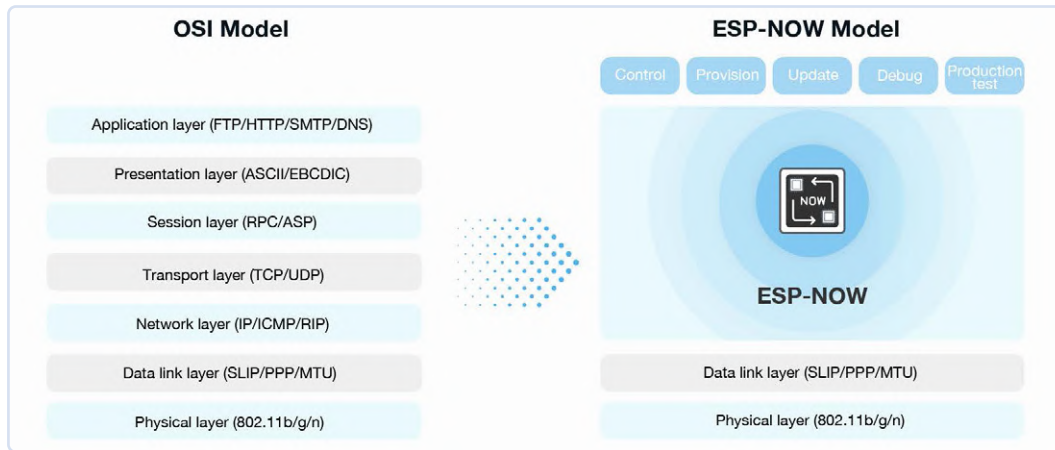 OSI Model
Application layer (FTP/HTTP/SMTP/DNS)
Presentation layer (ASCII/EBCDIC)
Session layer (RPC/ASP)
Transport layer (TCP/UDP)
Network layer (IP/ICMP/RIP)
Data link layer (SLIP/PPP/MTU)
Physical layer (802.11b/g/n)
ESP-NOW Model
Control
Provision
Update
Debug
Production
test
NOW
ESP-NOW
Data link layer (SLIP/PPP/MTU)
Physical layer (802.11b/g/n)